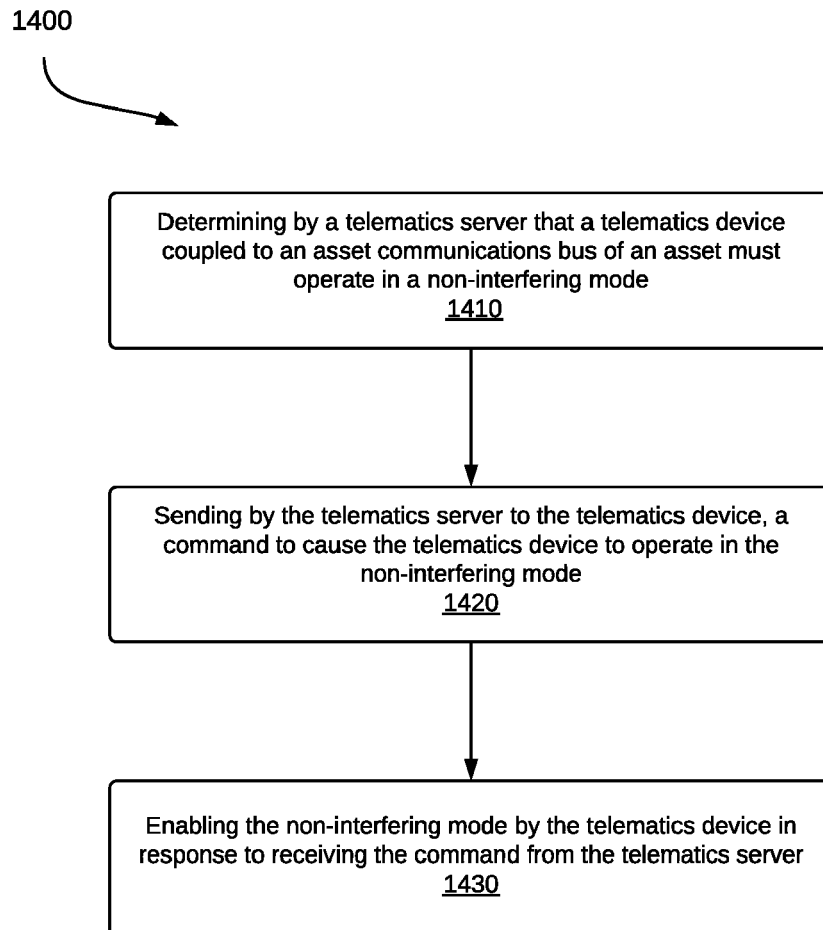 1400
Determining by a telematics server that a telematics device
coupled to an asset communications bus of an asset must
operate in a non-interfering mode
1410
Sending by the telematics server to the telematics device, a
command to cause the telematics device to operate in the
non-interfering mode
1420
Enabling the non-interfering mode by the telematics device in
response to receiving the command from the telematics server
1430